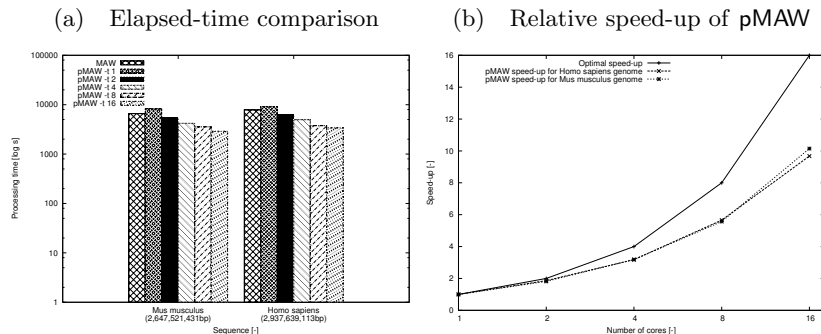 (a) Elapsed-time comparison
100000
10000
1000
100
10
1
Processing time [log s]
MAW
pMAW -t 1
pMAW -t 2
pMAW -t 4
pMAW -t 8
pMAW -t 16
Mus musculus
(2,647,521,431bp)
Homo sapiens
(2,937,639,113bp)
Sequence [-]
(b) Relative speed-up of pMAW
16
14
12
10
8
6
4
2
0
Speed-up [-]
Optimal speed-up
pMAW speed-up for Homo sapiens genome
pMAW speed-up for Mus musculus genome
1
2
4
8
16
Number of cores [-]